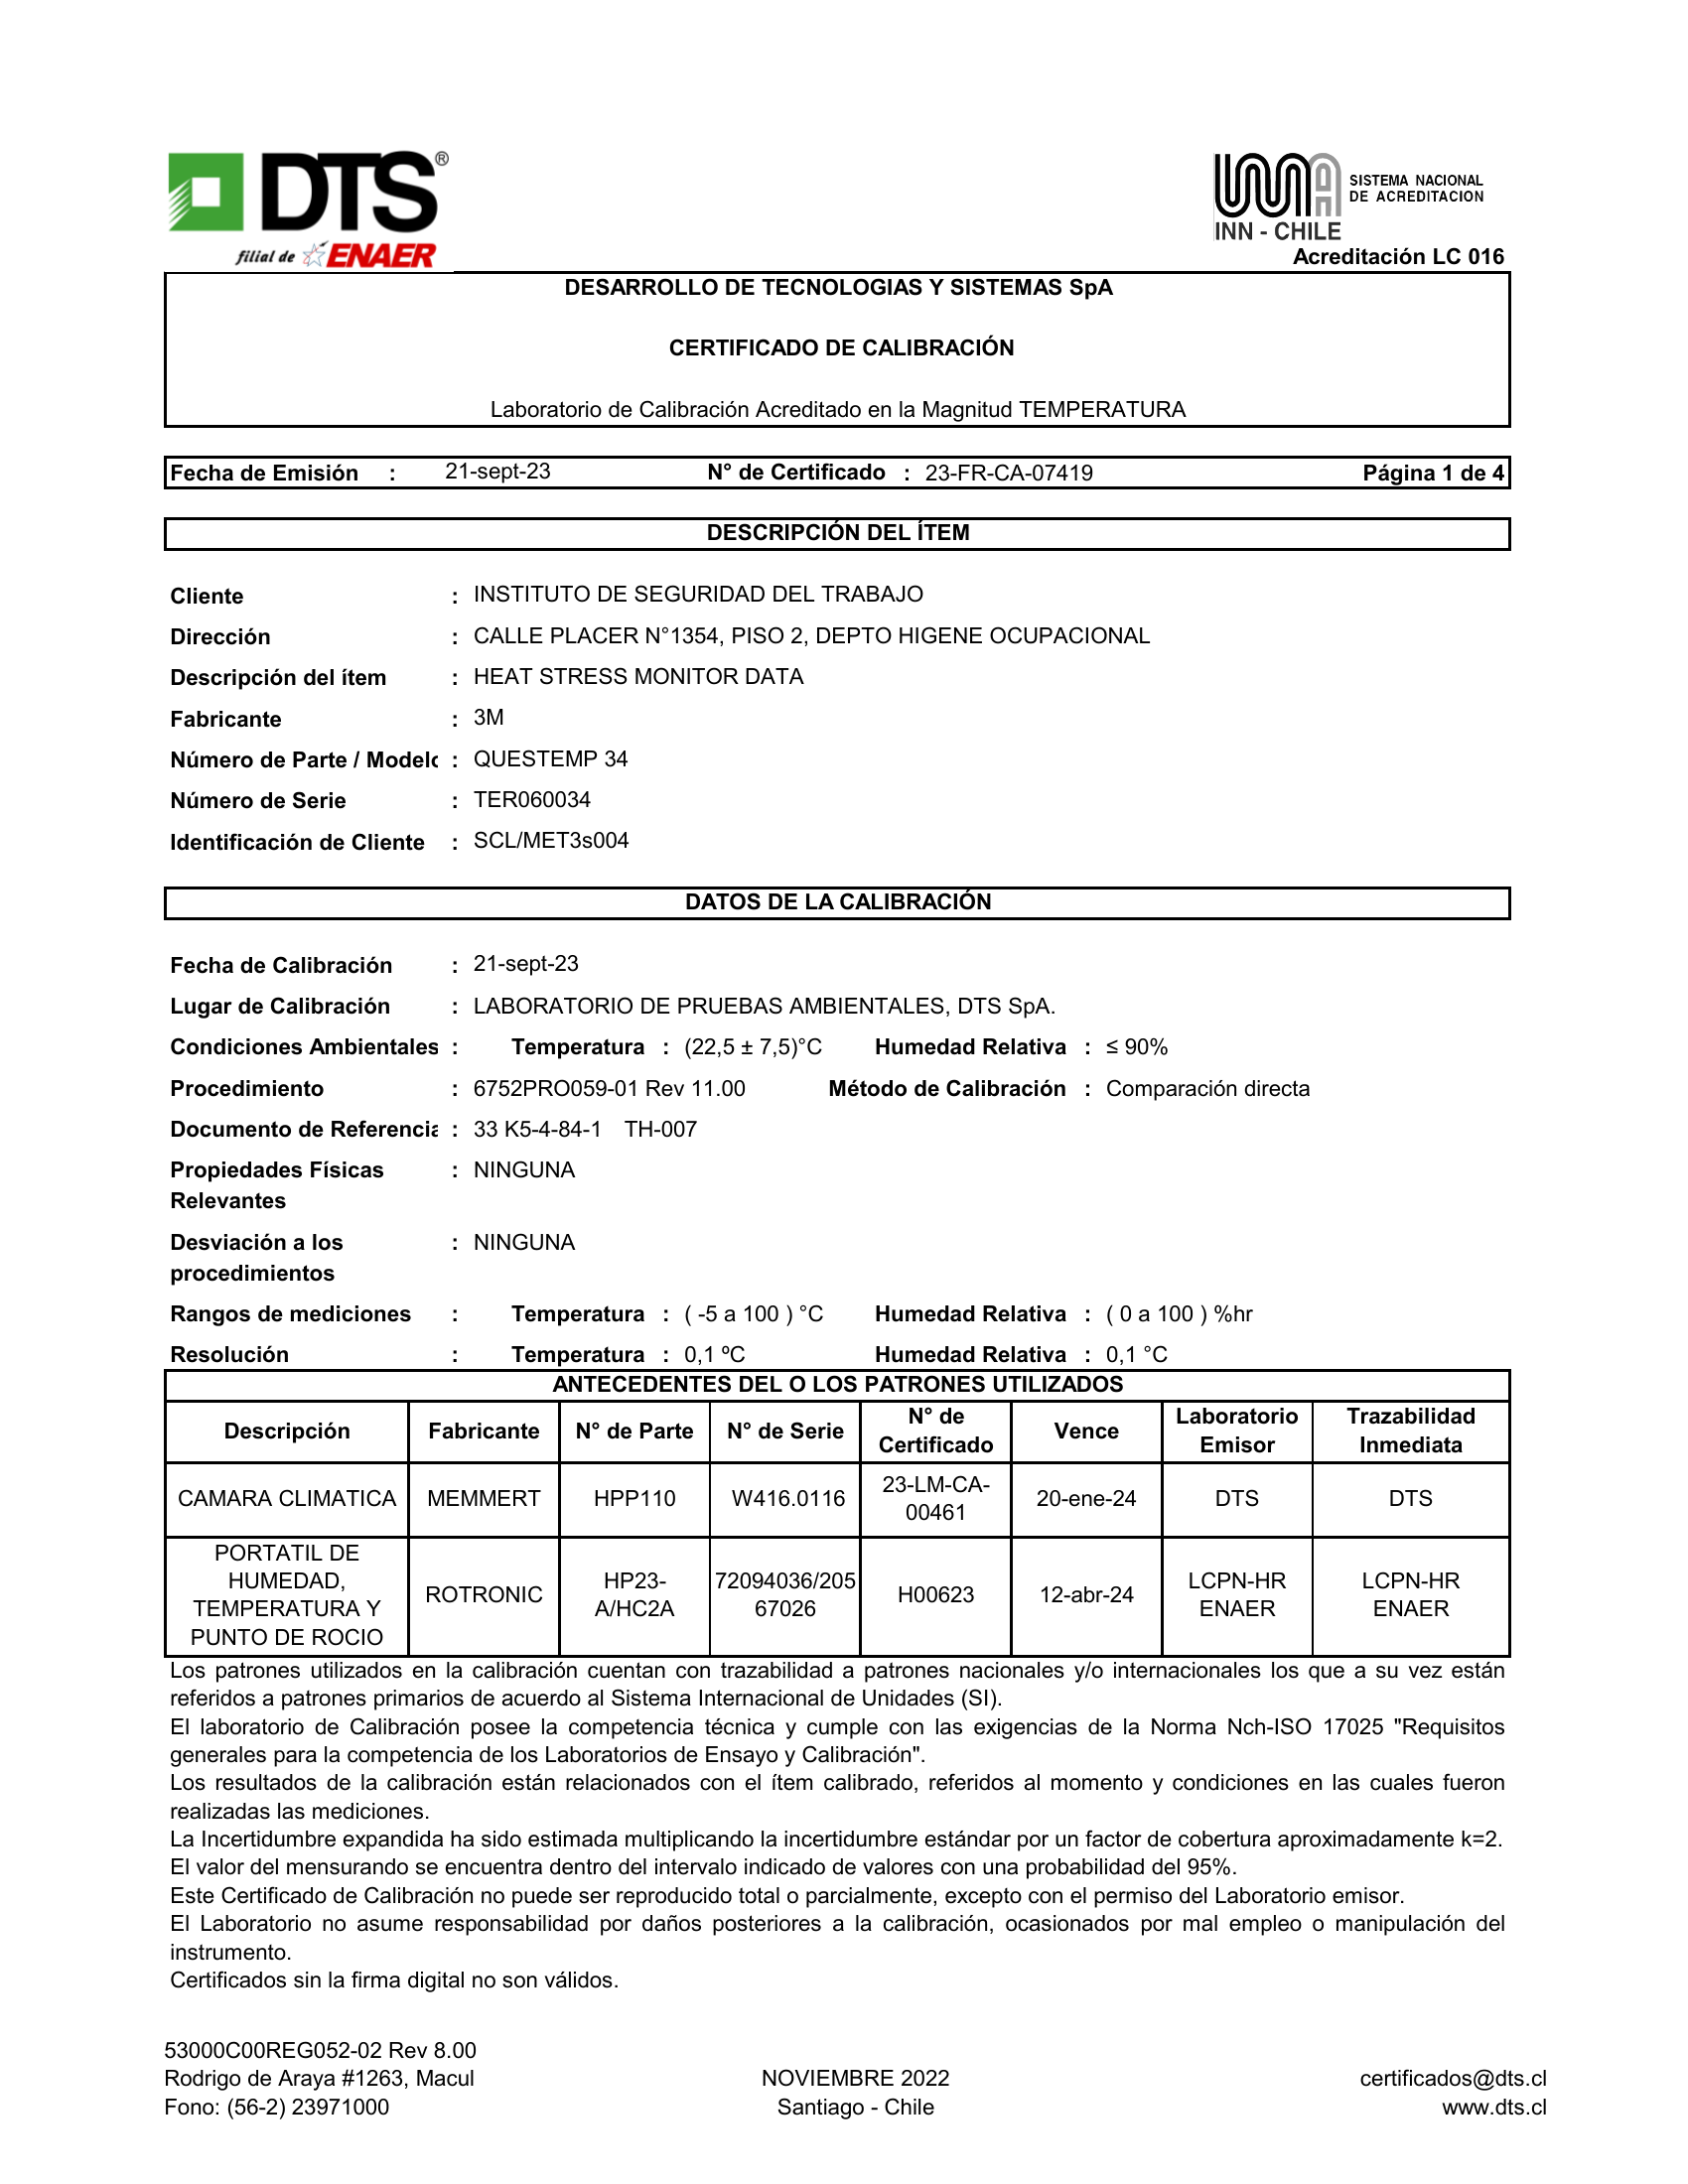 DTS®
filial de ENAER
SISTEMA NACIONAL
DE ACREDITACION
INN - CHILE
Acreditación LC 016
DESARROLLO DE TECNOLOGIAS Y SISTEMAS SpA
CERTIFICADO DE CALIBRACIÓN
Laboratorio de Calibración Acreditado en la Magnitud TEMPERATURA
Fecha de Emisión : 21-sept-23 N° de Certificado : 23-FR-CA-07419 Página 1 de 4
DESCRIPCIÓN DEL ÍTEM
Cliente : INSTITUTO DE SEGURIDAD DEL TRABAJO
Dirección : CALLE PLACER N°1354, PISO 2, DEPTO HIGENE OCUPACIONAL
Descripción del ítem : HEAT STRESS MONITOR DATA
Fabricante : 3M
Número de Parte / Modelo : QUESTEMP 34
Número de Serie : TER060034
Identificación de Cliente : SCL/MET3s004
DATOS DE LA CALIBRACIÓN
Fecha de Calibración : 21-sept-23
Lugar de Calibración : LABORATORIO DE PRUEBAS AMBIENTALES, DTS SpA.
Condiciones Ambientales : Temperatura : (22,5 ± 7,5)°C Humedad Relativa : ≤ 90%
Procedimiento : 6752PRO059-01 Rev 11.00 Método de Calibración : Comparación directa
Documento de Referencia : 33 K5-4-84-1 TH-007
Propiedades Físicas : NINGUNA
Relevantes
Desviación a los : NINGUNA
procedimientos
Rangos de mediciones : Temperatura : ( -5 a 100 ) °C Humedad Relativa : ( 0 a 100 ) %hr
Resolución : Temperatura : 0,1 ºC Humedad Relativa : 0,1 °C
ANTECEDENTES DEL O LOS PATRONES UTILIZADOS
Descripción Fabricante N° de Parte N° de Serie N° de Certificado Vence Laboratorio Emisor Trazabilidad Inmediata
CAMARA CLIMATICA MEMMERT HPP110 W416.0116 23-LM-CA-00461 20-ene-24 DTS DTS
PORTATIL DE HUMEDAD, TEMPERATURA Y PUNTO DE ROCIO ROTRONIC HP23-A/HC2A 72094036/20567026 H00623 12-abr-24 LCPN-HR ENAER LCPN-HR ENAER
Los patrones utilizados en la calibración cuentan con trazabilidad a patrones nacionales y/o internacionales los que a su vez están
referidos a patrones primarios de acuerdo al Sistema Internacional de Unidades (SI).
El laboratorio de Calibración posee la competencia técnica y cumple con las exigencias de la Norma Nch-ISO 17025 "Requisitos
generales para la competencia de los Laboratorios de Ensayo y Calibración".
Los resultados de la calibración están relacionados con el ítem calibrado, referidos al momento y condiciones en las cuales fueron
realizadas las mediciones.
La Incertidumbre expandida ha sido estimada multiplicando la incertidumbre estándar por un factor de cobertura aproximadamente k=2.
El valor del mensurando se encuentra dentro del intervalo indicado de valores con una probabilidad del 95%.
Este Certificado de Calibración no puede ser reproducido total o parcialmente, excepto con el permiso del Laboratorio emisor.
El Laboratorio no asume responsabilidad por daños posteriores a la calibración, ocasionados por mal empleo o manipulación del
instrumento.
Certificados sin la firma digital no son válidos.
53000C00REG052-02 Rev 8.00
Rodrigo de Araya #1263, Macul NOVIEMBRE 2022 certificados@dts.cl
Fono: (56-2) 23971000 Santiago - Chile www.dts.cl